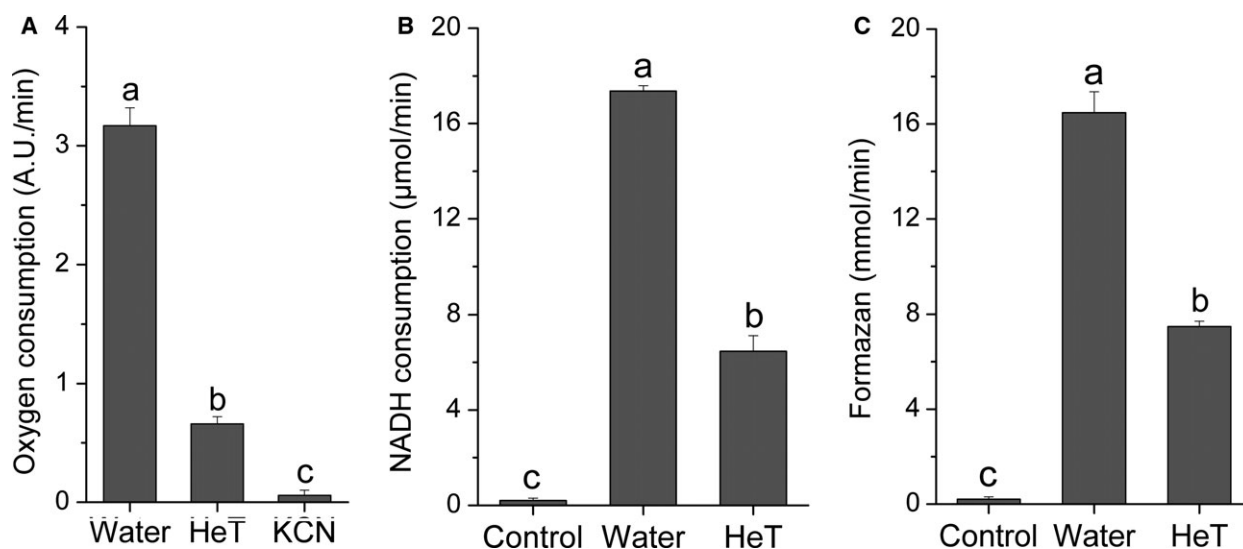 A
Oxygen consumption (A.U./min)
4
3
2
1
0
a
b
c
Water HeT KCN
B
NADH consumption (µmol/min)
20
16
12
8
4
0
c
a
b
Control Water HeT
C
Formazan (mmol/min)
20
16
12
8
4
0
c
a
b
Control Water HeT